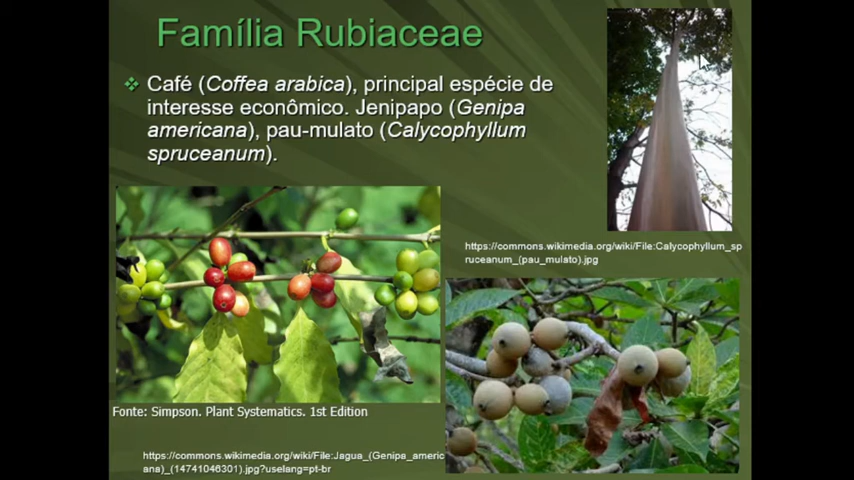 Família Rubiaceae
Café (Coffea arabica), principal espécie de
interesse econômico. Jenipapo (Genipa
americana), pau-mulato (Calycophyllum
spruceanum).
https://commons.wikimedia.org/wiki/File:Calycophyllum_sp
ruceanum_(pau_mulato).jpg
Fonte: Simpson. Plant Systematics. 1st Edition
https://commons.wikimedia.org/wiki/File:Jagua_(Genipa_americ
ana)_(14741046301).jpg?uselang=pt-br